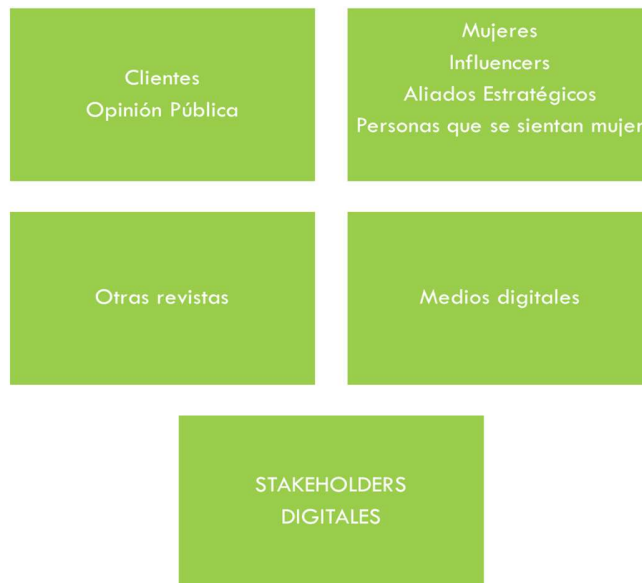 Clientes
Opinión Pública
Mujeres
Influencers
Aliados Estratégicos
Personas que se sientan mujer
Otras revistas
Medios digitales
STAKEHOLDERS
DIGITALES